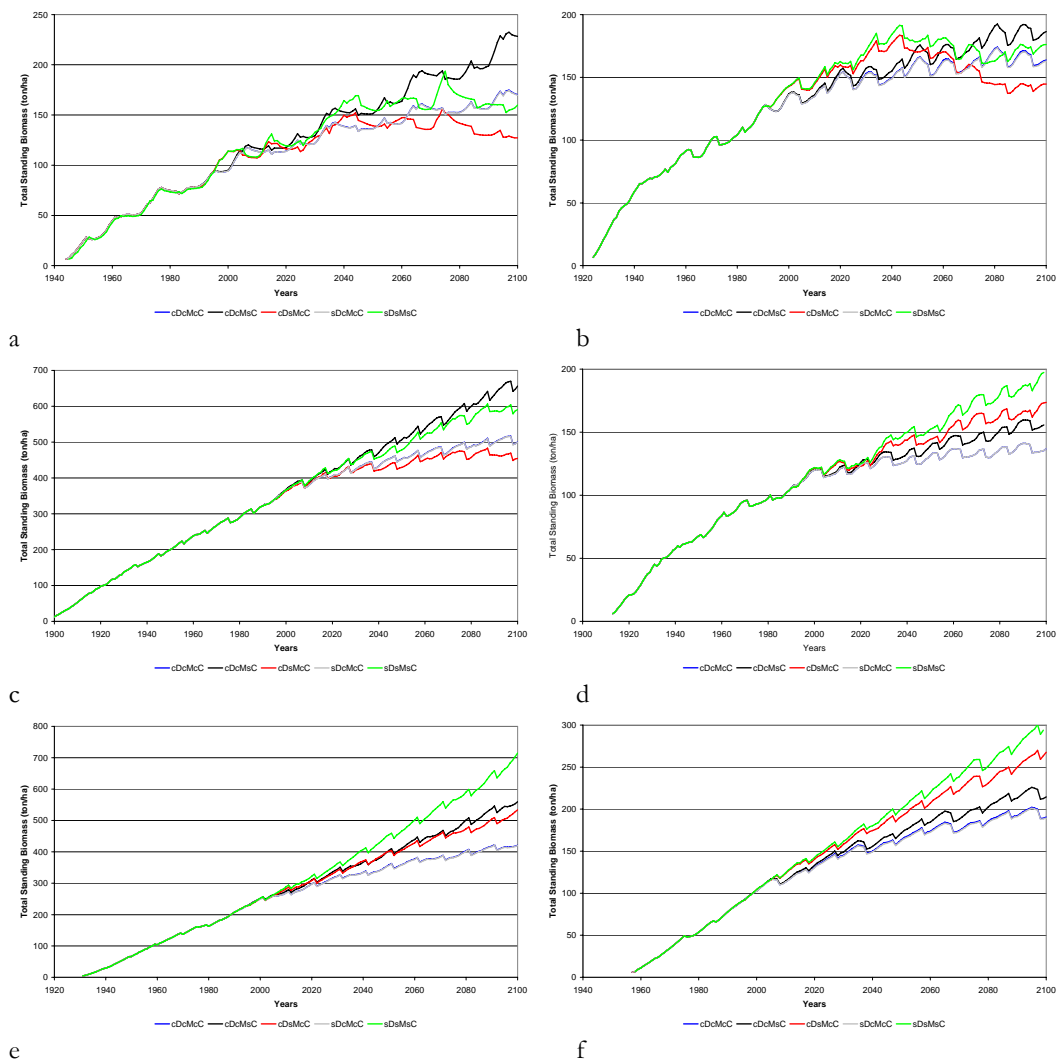 250
200
150
100
50
0
Total Standing Biomass (ton/ha)
1940 1960 1980 2000 2020 2040 2060 2080 2100
Years
cDcMcC cDcMsC cDsMcC sDcMcC sDsMsC
a
200
150
100
50
0
Total Standing Biomass (ton/ha)
1920 1940 1960 1980 2000 2020 2040 2060 2080 2100
Years
cDcMcC cDcMsC cDsMcC sDcMcC sDsMsC
b
700
600
500
400
300
200
100
0
Total Standing Biomass (ton/ha)
1900 1920 1940 1960 1980 2000 2020 2040 2060 2080 2100
Years
cDcMcC cDcMsC cDsMcC sDcMcC sDsMsC
c
200
150
100
50
0
Total Standing Biomass (ton/ha)
1900 1920 1940 1960 1980 2000 2020 2040 2060 2080 2100
Years
cDcMcC cDcMsC cDsMcC sDcMcC sDsMsC
d
800
700
600
500
400
300
200
100
0
Total Standing Biomass (ton/ha)
1920 1940 1960 1980 2000 2020 2040 2060 2080 2100
Years
cDcMcC cDcMsC cDsMcC sDcMcC sDsMsC
e
300
250
200
150
100
50
0
Total Standing Biomass (ton/ha)
1940 1960 1980 2000 2020 2040 2060 2080 2100
Years
cDcMcC cDcMsC cDsMcC sDcMcC sDsMsC
f